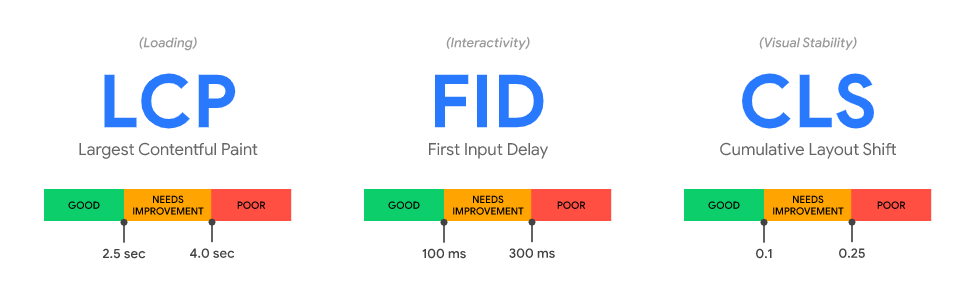 (Loading)
LCP
Largest Contentful Paint
GOOD
NEEDS
IMPROVEMENT
POOR
2.5 sec
4.0 sec
(Interactivity)
FID
First Input Delay
GOOD
NEEDS
IMPROVEMENT
POOR
100 ms
300 ms
(Visual Stability)
CLS
Cumulative Layout Shift
GOOD
NEEDS
IMPROVEMENT
POOR
0.1
0.25